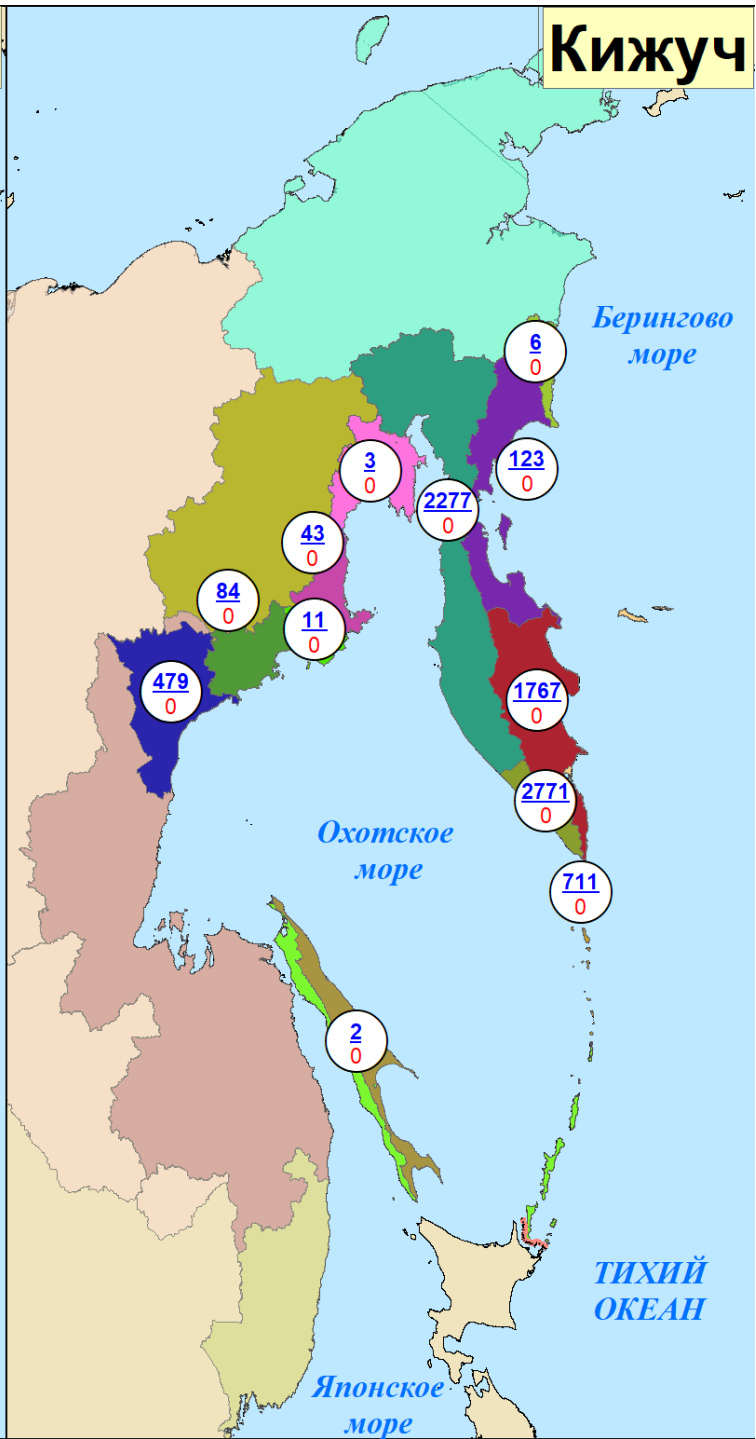 Кижуч
Берингово
море
6
0
123
0
3
0
2277
0
43
0
84
0
11
0
479
0
1767
0
2771
0
Охотское
море
711
0
2
0
ТИХИЙ
ОКЕАН
Японское
море